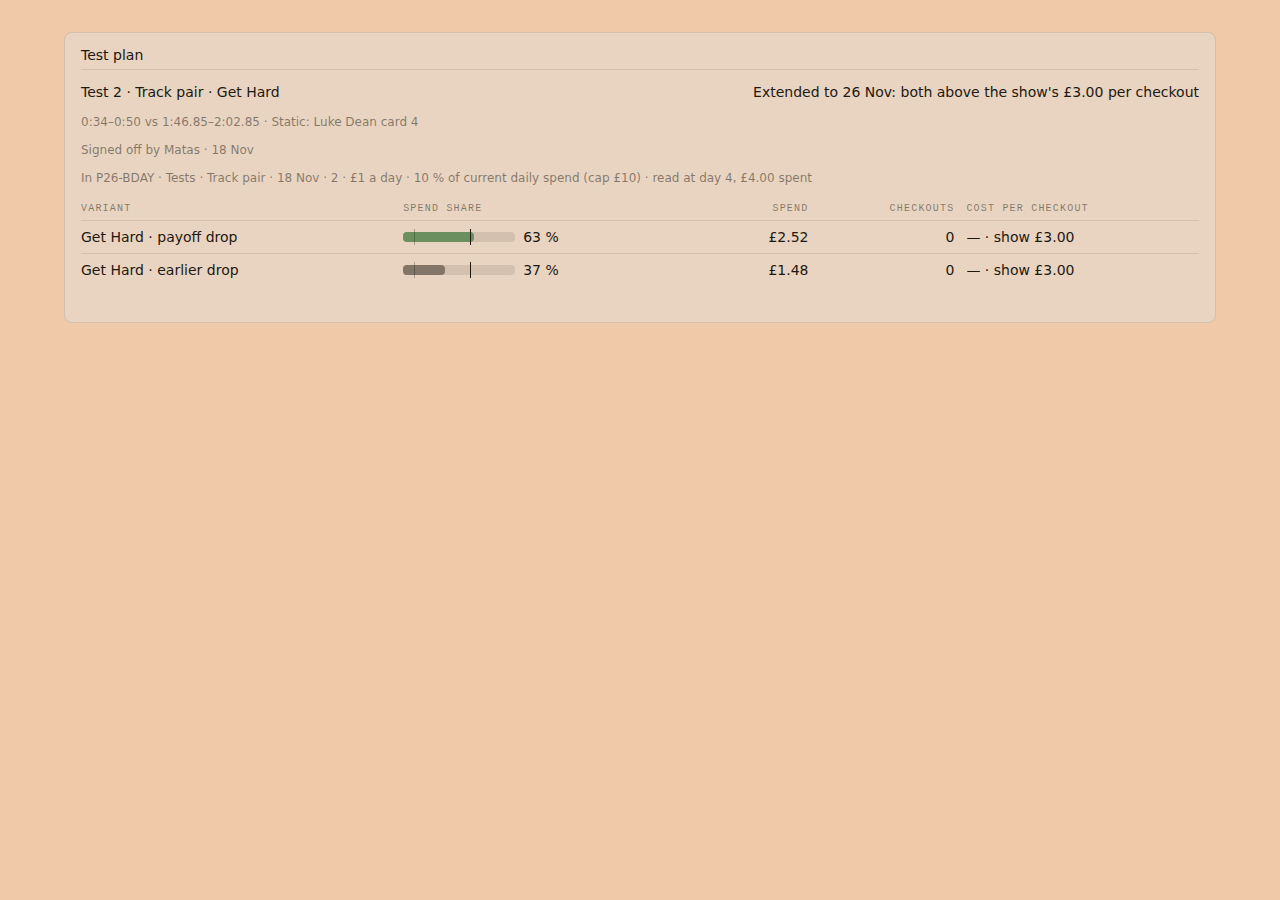 Test plan
Test 2 · Track pair · Get Hard
Extended to 26 Nov: both above the show's £3.00 per checkout
0:34–0:50 vs 1:46.85–2:02.85 · Static: Luke Dean card 4
Signed off by Matas · 18 Nov
In P26-BDAY · Tests · Track pair · 18 Nov · 2 · £1 a day · 10 % of current daily spend (cap £10) · read at day 4, £4.00 spent
VARIANT SPEND SHARE SPEND CHECKOUTS COST PER CHECKOUT
Get Hard · payoff drop 63 % £2.52 0 — · show £3.00
Get Hard · earlier drop 37 % £1.48 0 — · show £3.00